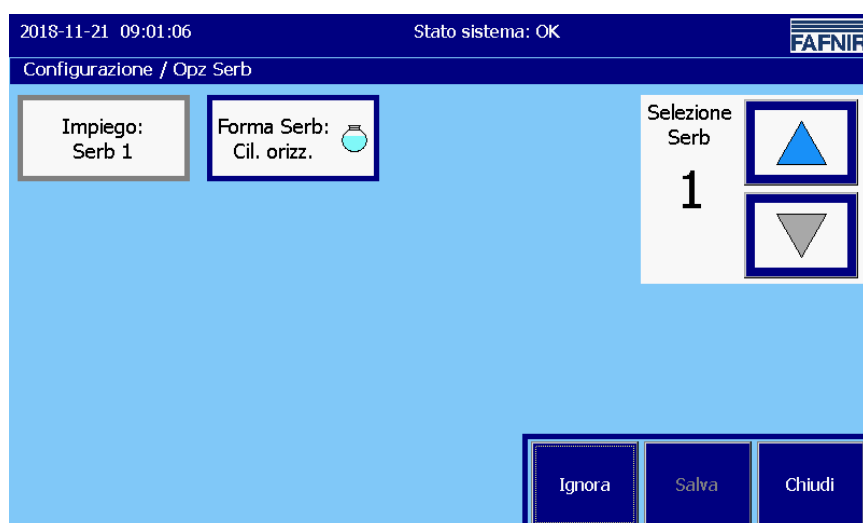 2018-11-21 09:01:06
Stato sistema: OK
FAFNIR
Configurazione / Opz Serb
Impiego:
Serb 1
Forma Serb:
Cil. orizz.
Selezione
Serb
1
Ignora
Salva
Chiudi